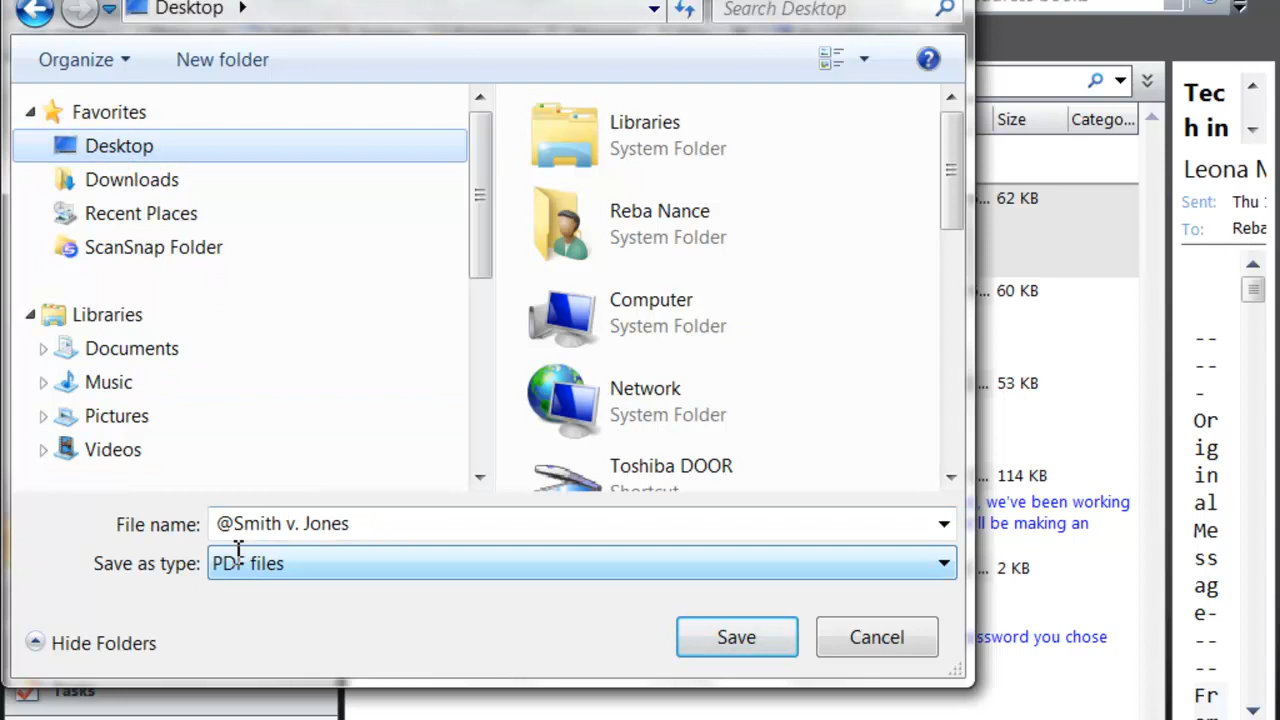 Desktop
Search Desktop
Organize
New folder
Favorites
Desktop
Downloads
Recent Places
ScanSnap Folder
Libraries
Documents
Music
Pictures
Videos
Libraries
System Folder
Reba Nance
System Folder
Computer
System Folder
Network
System Folder
Toshiba DOOR
Shortcut
File name: @Smith v. Jones
Save as type: PDF files
Hide Folders
Save
Cancel
Tasks
Size
Catego...
... 62 KB
... 60 KB
... 53 KB
... 114 KB
, we've been working
ll be making an
... 2 KB
ssword you chose
Tec
h in
Leona M
Sent: Thu
To: Reba
--
--
-
Or
ig
in
al
Me
ss
ag
e-
--
--
Fr